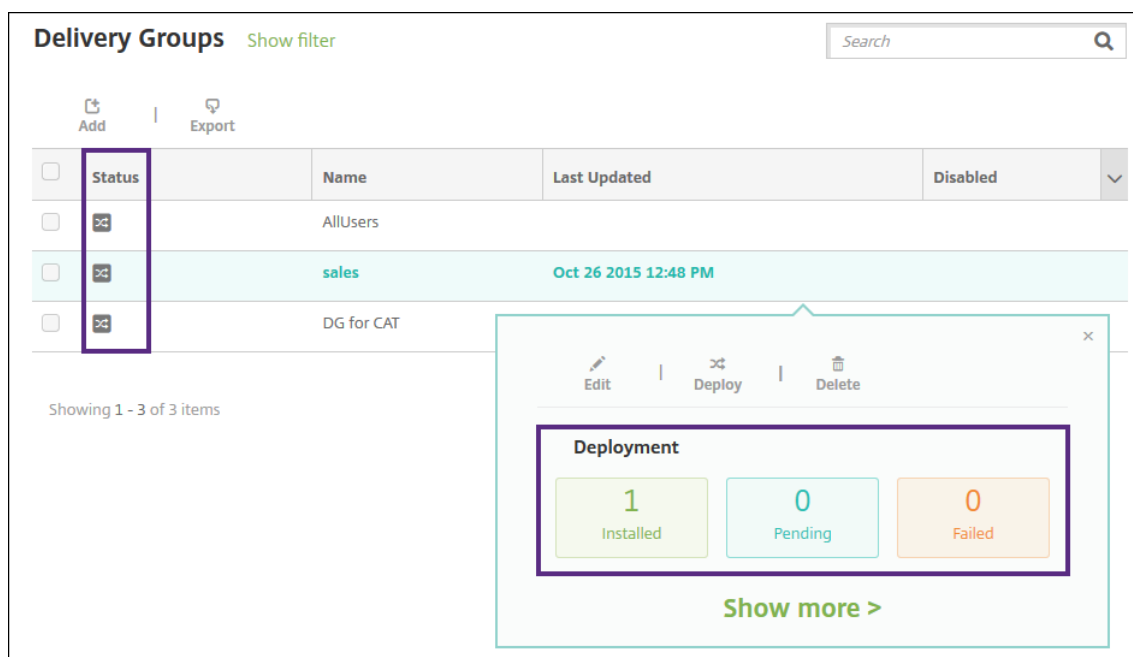 Delivery Groups Show filter Search
Add | Export
Status Name Last Updated Disabled
AllUsers
sales Oct 26 2015 12:48 PM
DG for CAT
Edit | Deploy | Delete
Showing 1 - 3 of 3 items
Deployment
1 0 0
Installed Pending Failed
Show more >